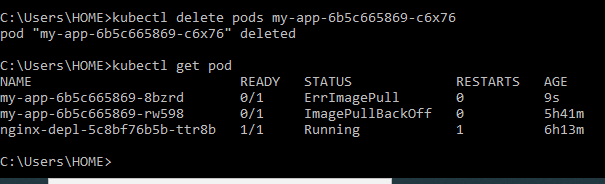 C:\Users\HOME>kubectl delete pods my-app-6b5c665869-c6x76
pod "my-app-6b5c665869-c6x76" deleted
C:\Users\HOME>kubectl get pod
NAME READY STATUS RESTARTS AGE
my-app-6b5c665869-8bzrd 0/1 ErrImagePull 0 9s
my-app-6b5c665869-rw598 0/1 ImagePullBackOff 0 5h41m
nginx-depl-5c8bf76b5b-ttr8b 1/1 Running 1 6h13m
C:\Users\HOME>